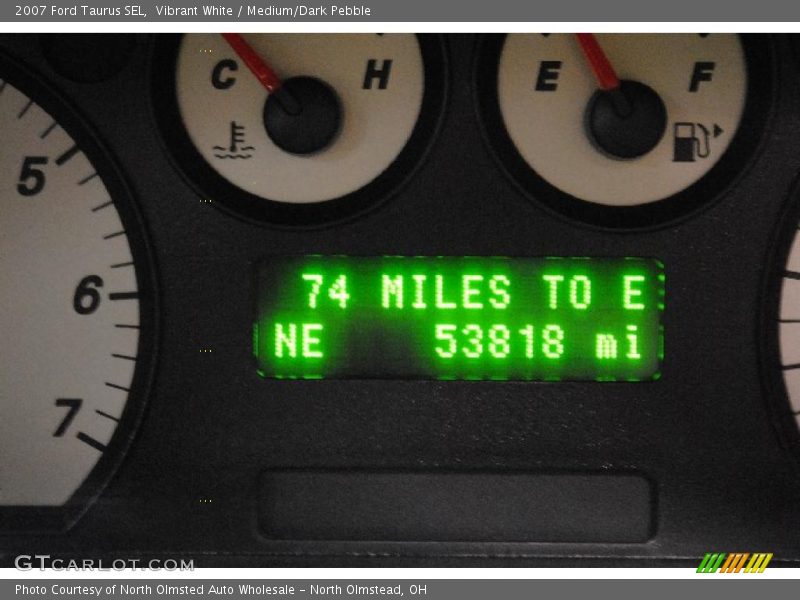 2007 Ford Taurus SEL, Vibrant White / Medium/Dark Pebble
C H
E F
5
6
7
74 MILES TO E
NE 53818 mi
GTCARLOT.COM
Photo Courtesy of North Olmsted Auto Wholesale - North Olmstead, OH